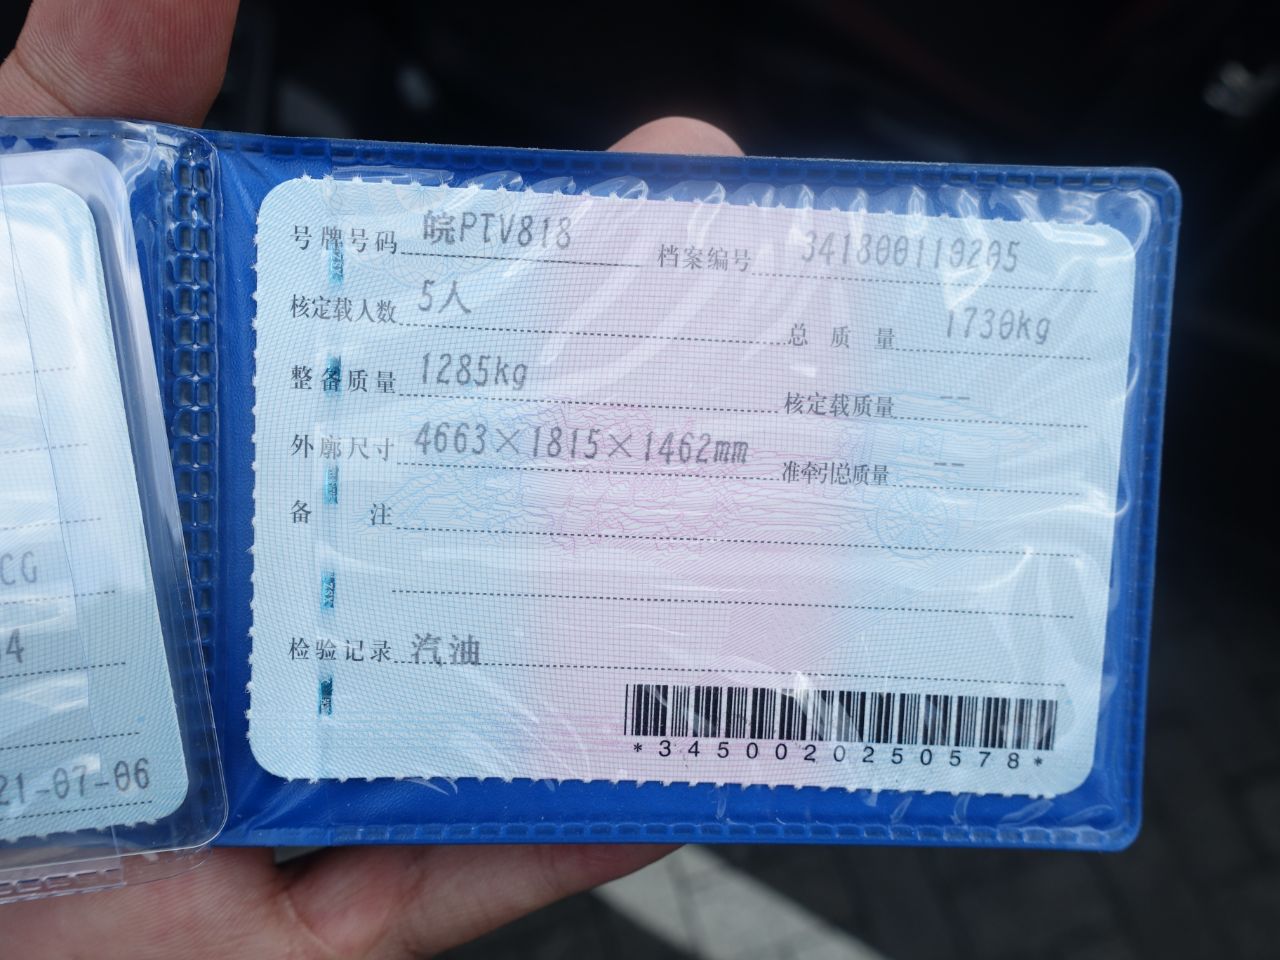 号牌号码 皖PTV818 档案编号 341800110205
核定载人数 5人 总质量 1730kg
整备质量 1285kg 核定载质量 --
外廓尺寸 4663×1815×1462mm 准牵引总质量 --
备注
检验记录 汽油
*3450020250578*
CG
4
21-07-06